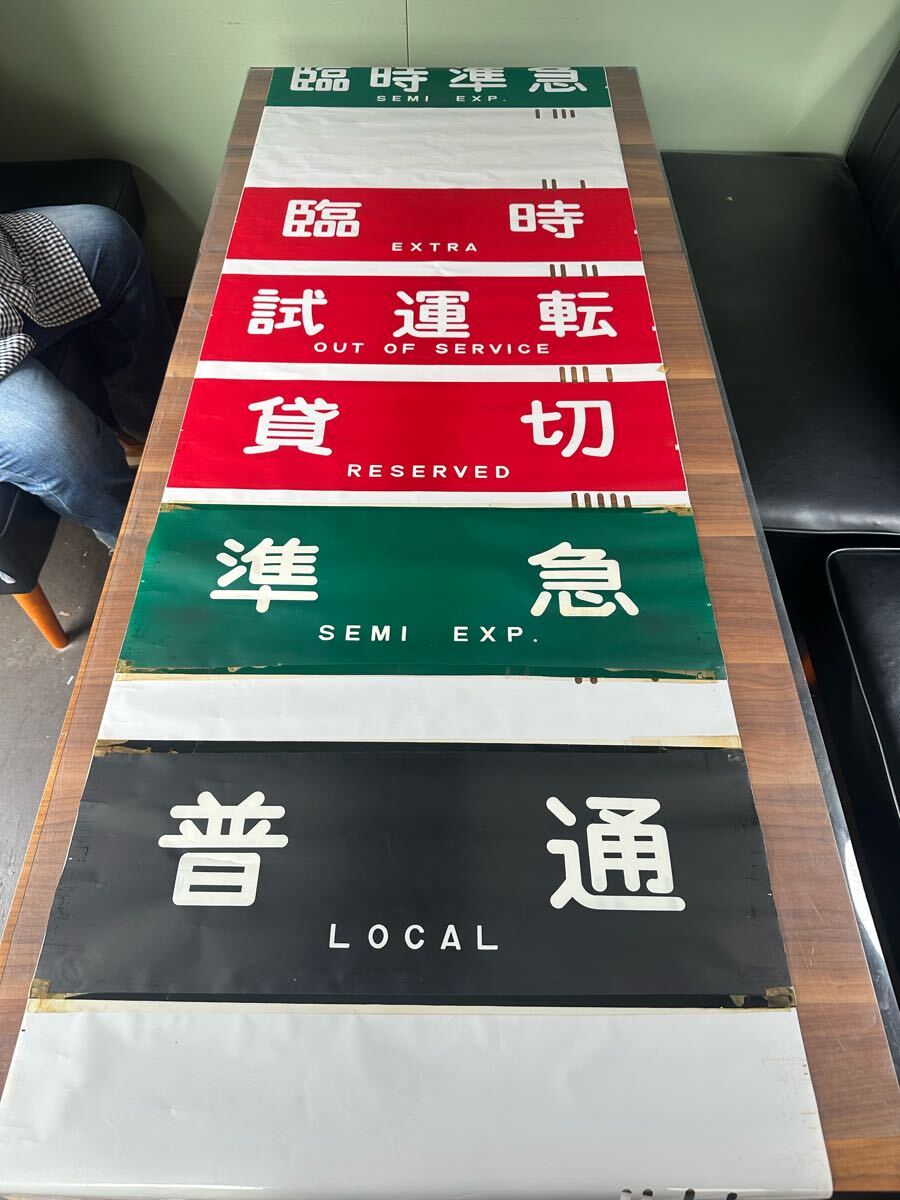 臨時準急
SEMI EXP.
臨時
EXTRA
試運転
OUT OF SERVICE
貸切
RESERVED
準急
SEMI EXP.
普通
LOCAL